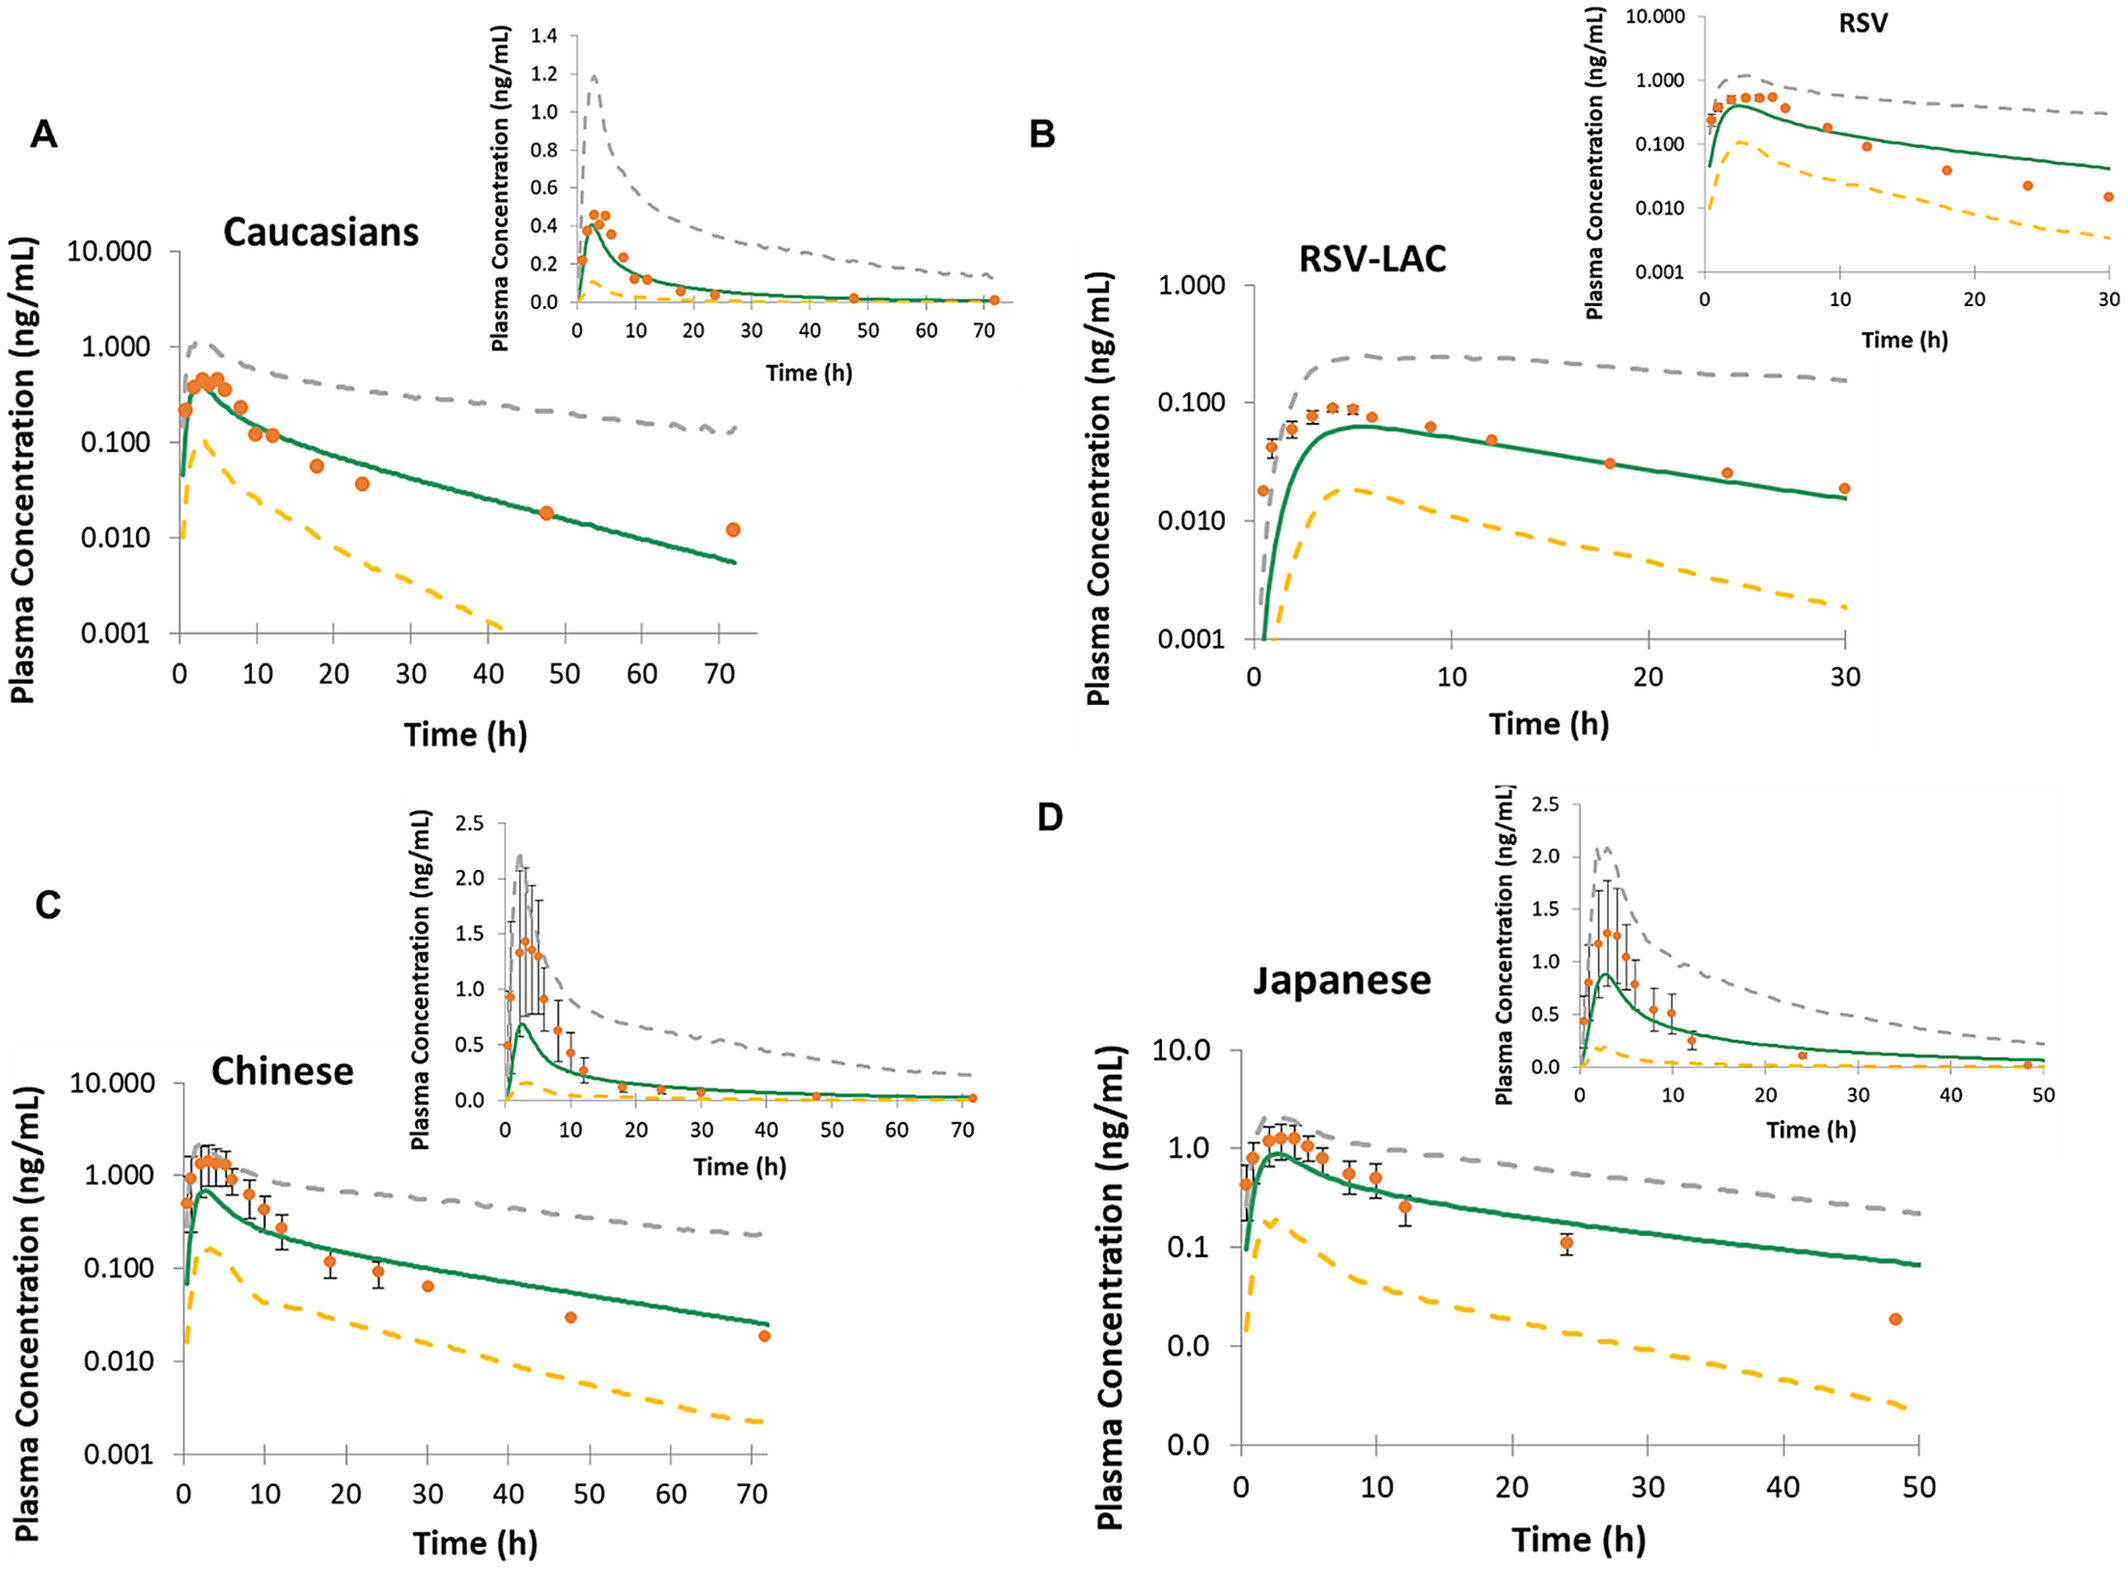 A
Caucasians
Plasma Concentration (ng/mL)
10.000
1.000
0.100
0.010
0.001
0 10 20 30 40 50 60 70
Time (h)
Plasma Concentration (ng/mL)
1.4
1.2
1.0
0.8
0.6
0.4
0.2
0.0
0 10 20 30 40 50 60 70
Time (h)
B
RSV-LAC
Plasma Concentration (ng/mL)
1.000
0.100
0.010
0.001
0 10 20 30
Time (h)
RSV
Plasma Concentration (ng/mL)
10.000
1.000
0.100
0.010
0.001
0 10 20 30
Time (h)
C
Chinese
Plasma Concentration (ng/mL)
10.000
1.000
0.100
0.010
0.001
0 10 20 30 40 50 60 70
Time (h)
Plasma Concentration (ng/mL)
2.5
2.0
1.5
1.0
0.5
0.0
0 10 20 30 40 50 60 70
Time (h)
D
Japanese
Plasma Concentration (ng/mL)
10.0
1.0
0.1
0.0
0.0
0 10 20 30 40 50
Time (h)
Plasma Concentration (ng/mL)
2.5
2.0
1.5
1.0
0.5
0.0
0 10 20 30 40 50
Time (h)